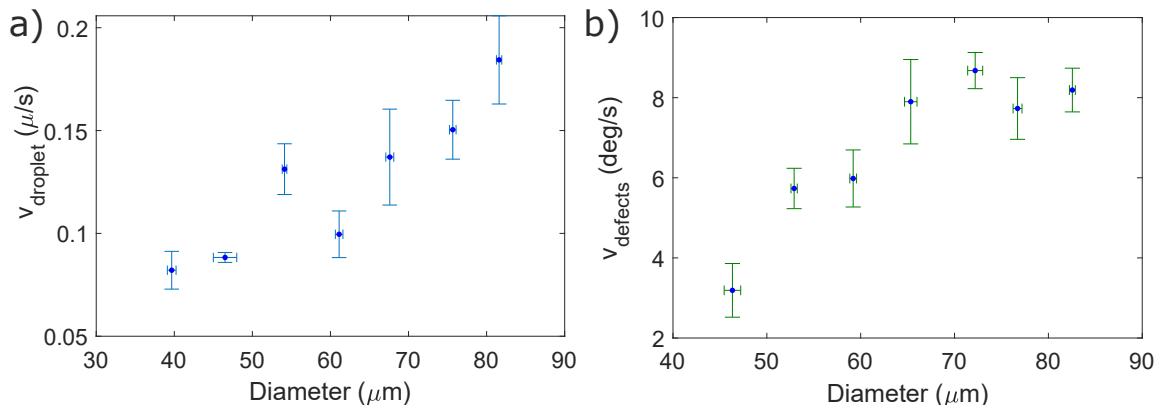 a)
0.2
0.15
0.1
0.05
v_droplet (μ/s)
30 40 50 60 70 80 90
Diameter (μm)
b)
10
8
6
4
2
v_defects (deg/s)
40 50 60 70 80 90
Diameter (μm)